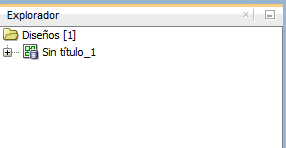 Explorador
Diseños [1]
Sin título_1